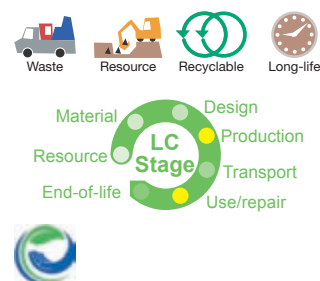 Waste Resource Recyclable Long-life
Material Design
Production
LC
Stage
Resource
Transport
End-of-life
Use/repair